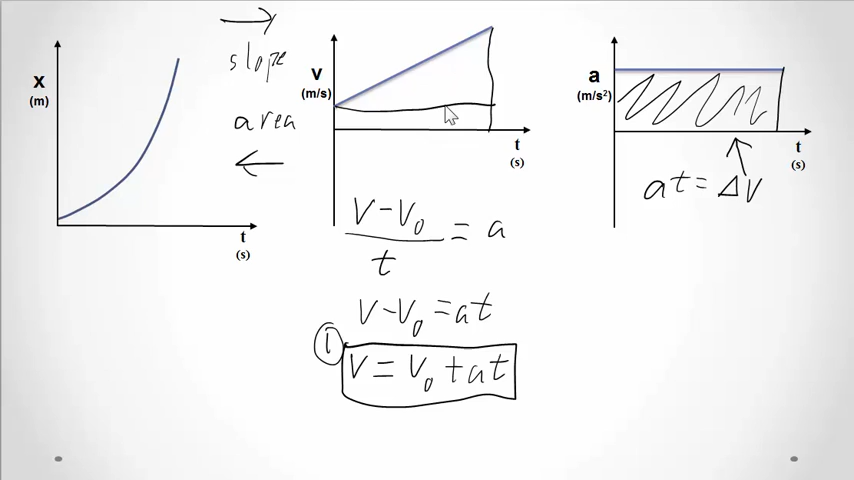 x
(m)
t
(s)
slope
area
v
(m/s)
t
(s)
a
(m/s²)
t
(s)
at = ΔV
V-V₀
t
= a
V-V₀ = at
1
V = V₀ + at